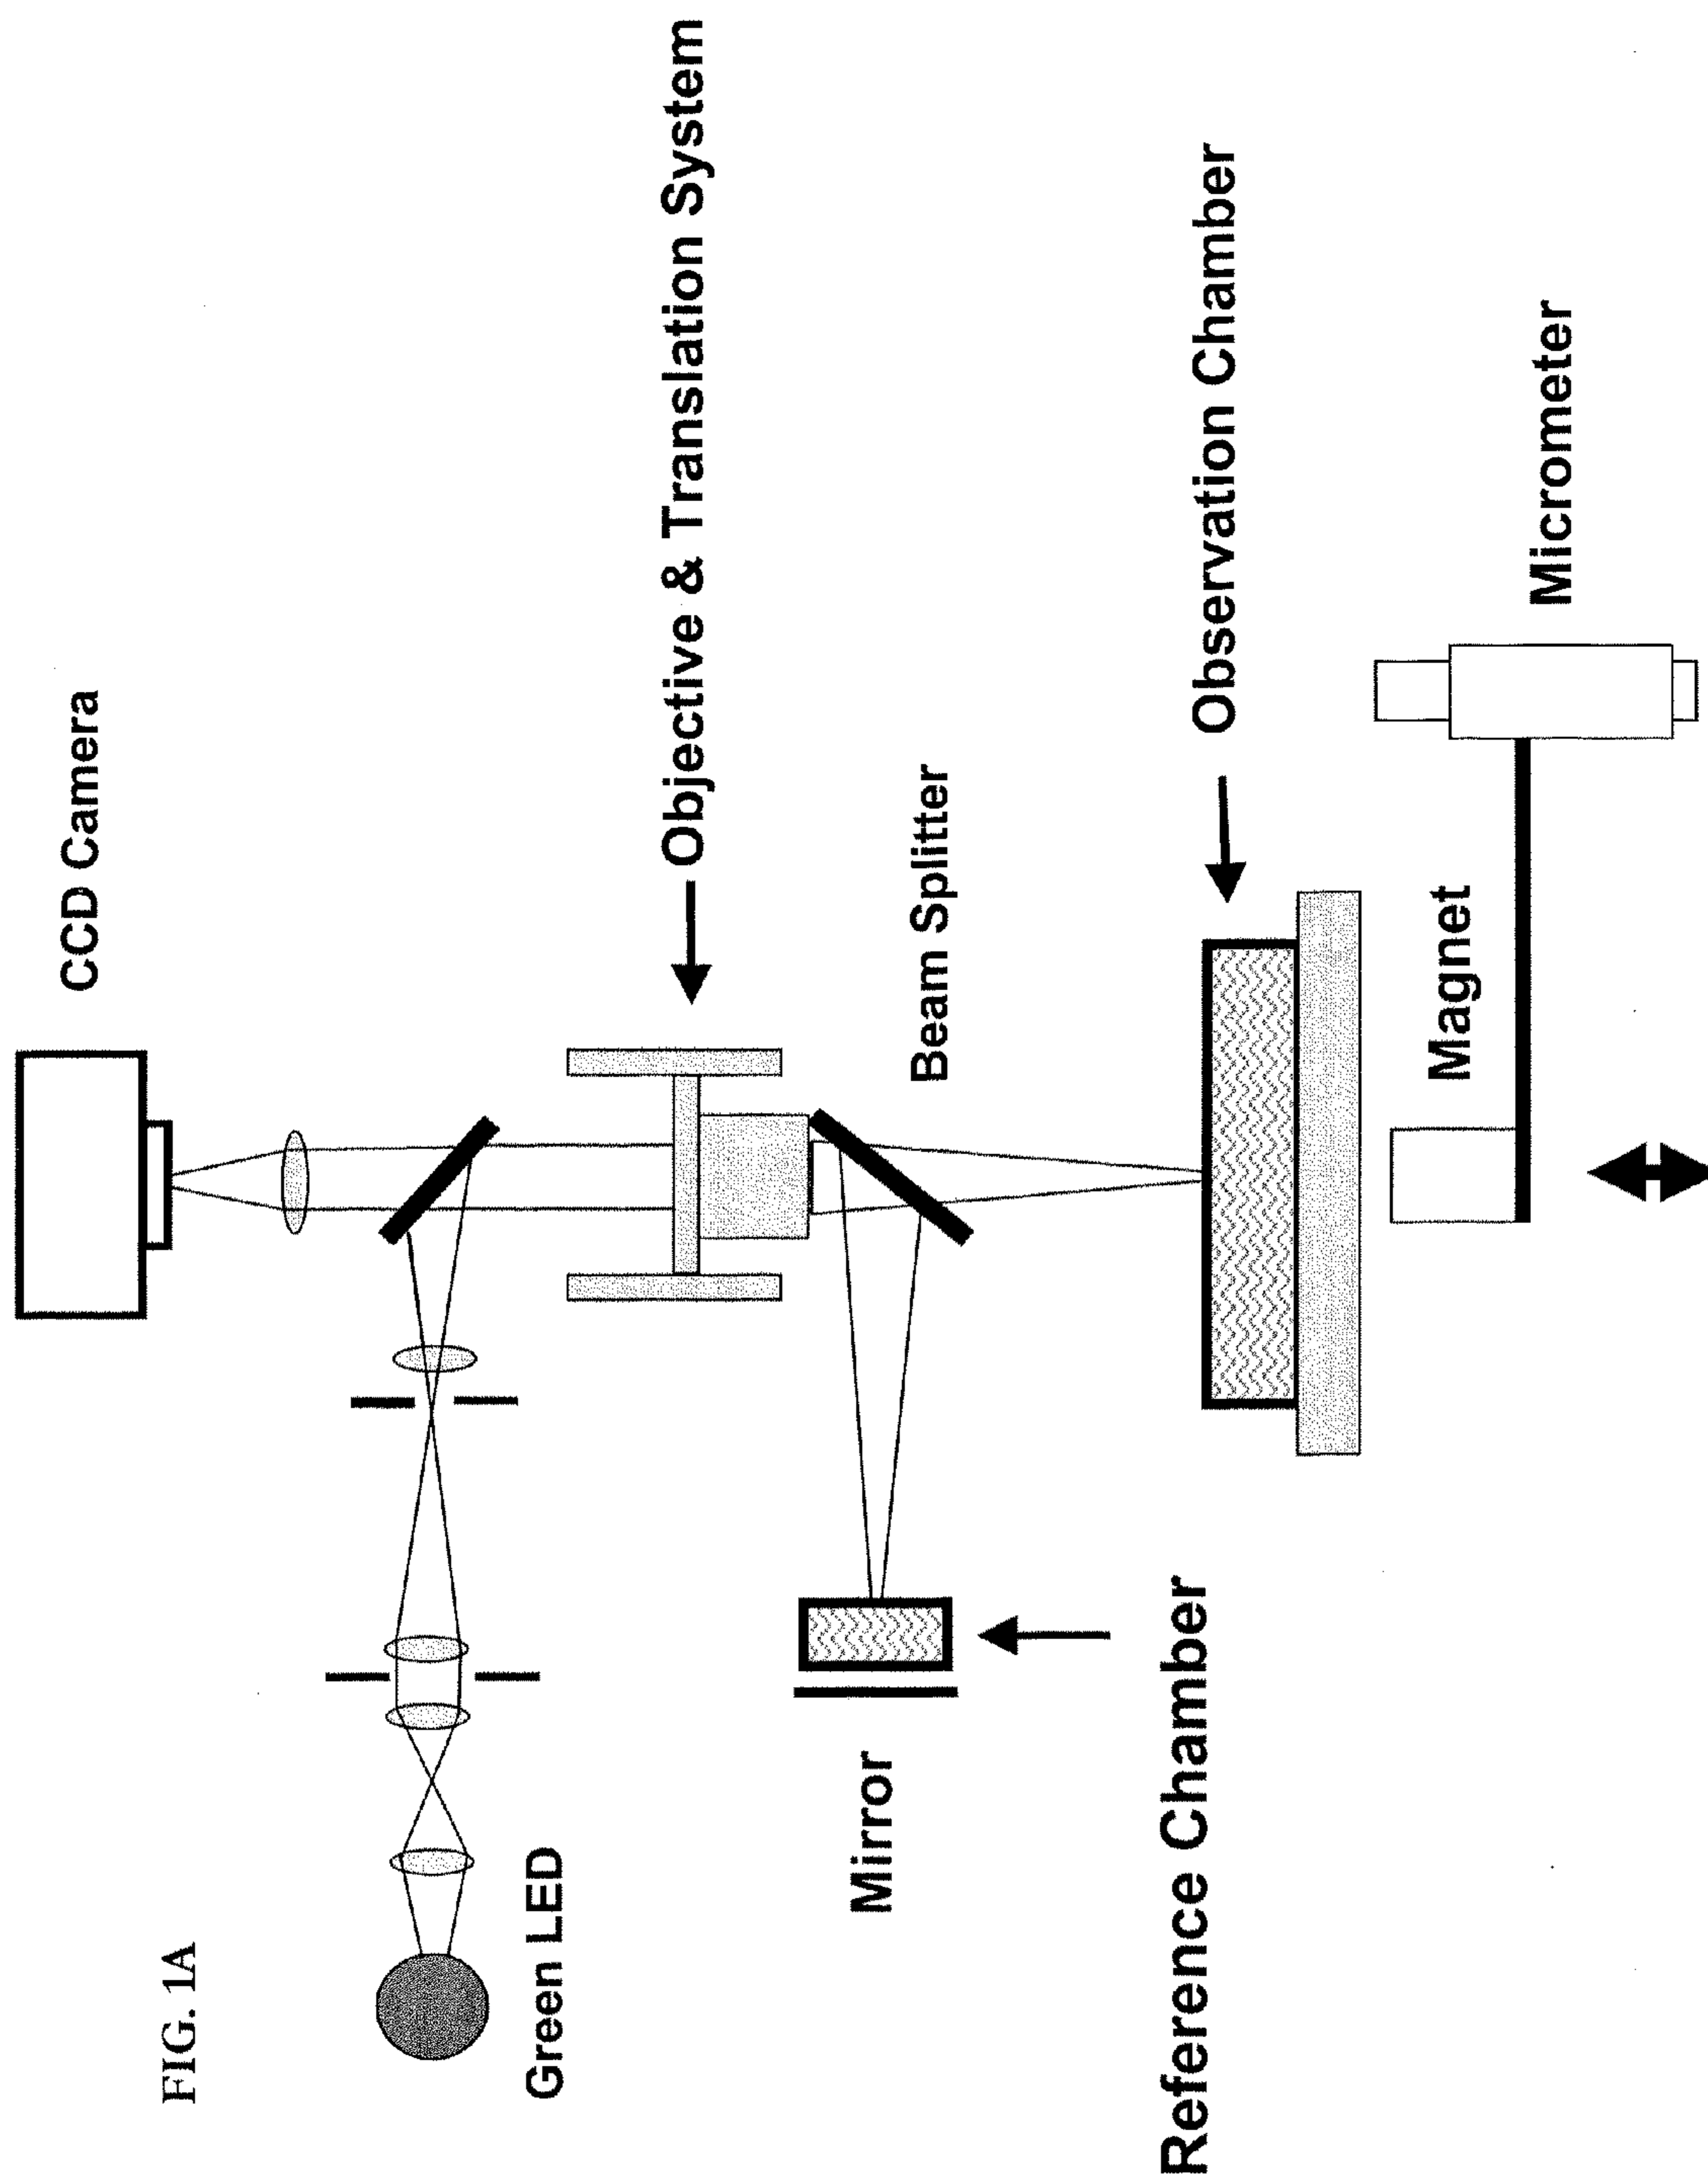 FIG. 1A
CCD Camera
Green LED
Objective & Translation System
Mirror
Beam Splitter
Reference Chamber
Observation Chamber
Magnet
Micrometer